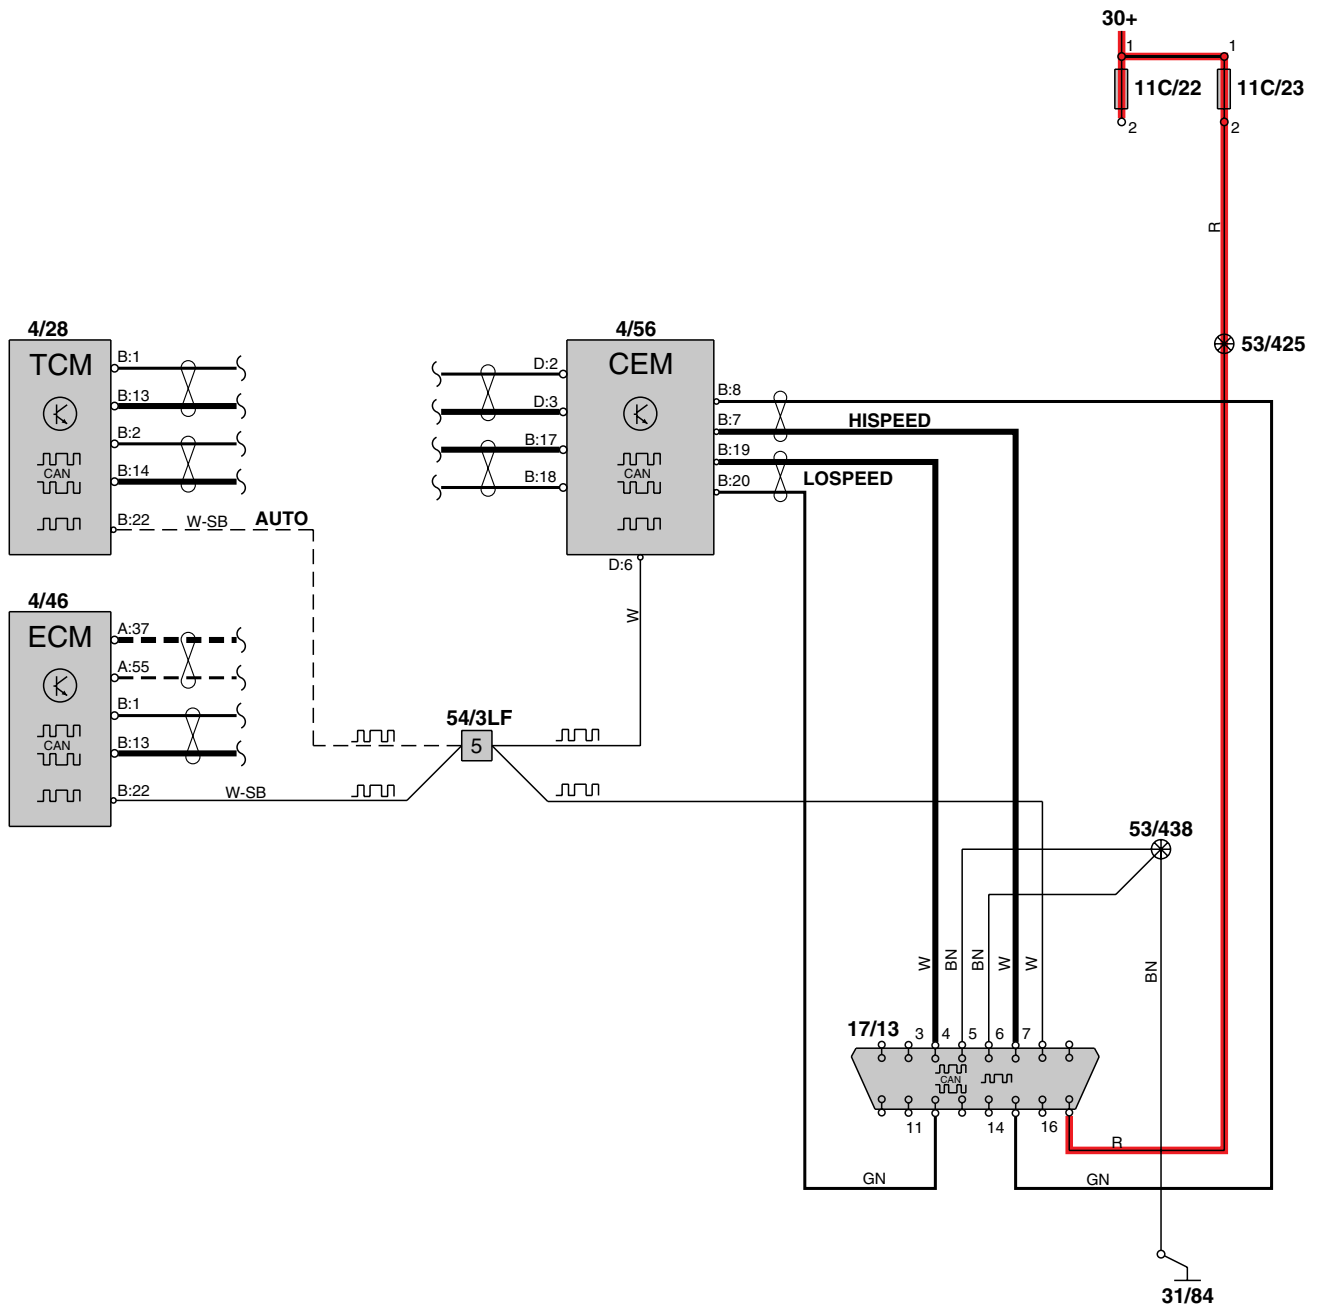 30+
1
1
11C/22
11C/23
2
2
R
53/425
4/28
TCM
CAN
B:1
B:13
B:2
B:14
B:22
W-SB
AUTO
4/56
CEM
CAN
D:2
D:3
B:17
B:18
B:8
B:7
B:19
B:20
HISPEED
LOSPEED
D:6
W
4/46
ECM
CAN
A:37
A:55
B:1
B:13
B:22
W-SB
54/3LF
5
53/438
W
BN
BN
W
W
BN
17/13
3
4
5
6
7
CAN
11
14
16
R
GN
GN
31/84